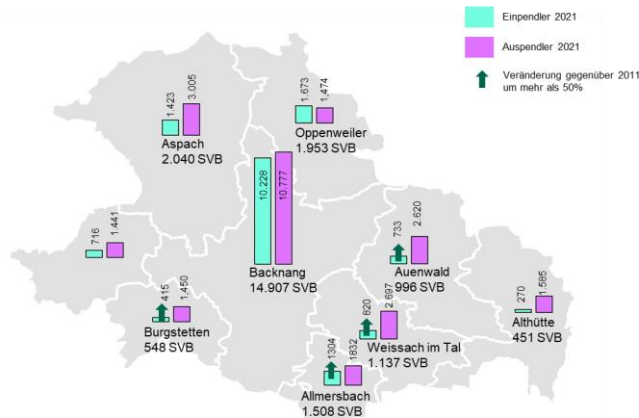 Einpendler 2021
Auspendler 2021
Veränderung gegenüber 2011
um mehr als 50%
1.423
3.005
Aspach
2.040 SVB
1.673
1,474
Oppenweiler
1.953 SVB
10.228
10.777
Backnang
14.907 SVB
716
1.441
415
1,450
Burgstetten
548 SVB
733
2.620
Auenwald
996 SVB
820
2.697
Weissach im Tal
1.137 SVB
270
1.585
Althütte
451 SVB
1304
1832
Allmersbach
1.508 SVB